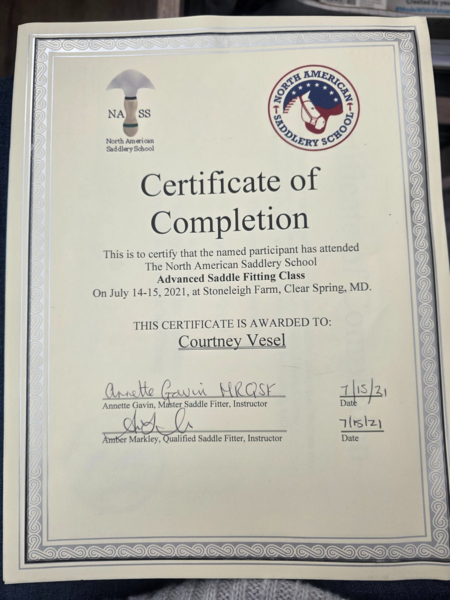 NA SS
North American
Saddlery School
NORTH AMERICAN
SADDLERY SCHOOL
Certificate of
Completion
This is to certify that the named participant has attended
The North American Saddlery School
Advanced Saddle Fitting Class
On July 14-15, 2021, at Stoneleigh Farm, Clear Spring, MD.
THIS CERTIFICATE IS AWARDED TO:
Courtney Vesel
Annette Gavin MRQSF 7/15/21
Annette Gavin, Master Saddle Fitter, Instructor Date
7/15/21
Amber Markley, Qualified Saddle Fitter, Instructor Date